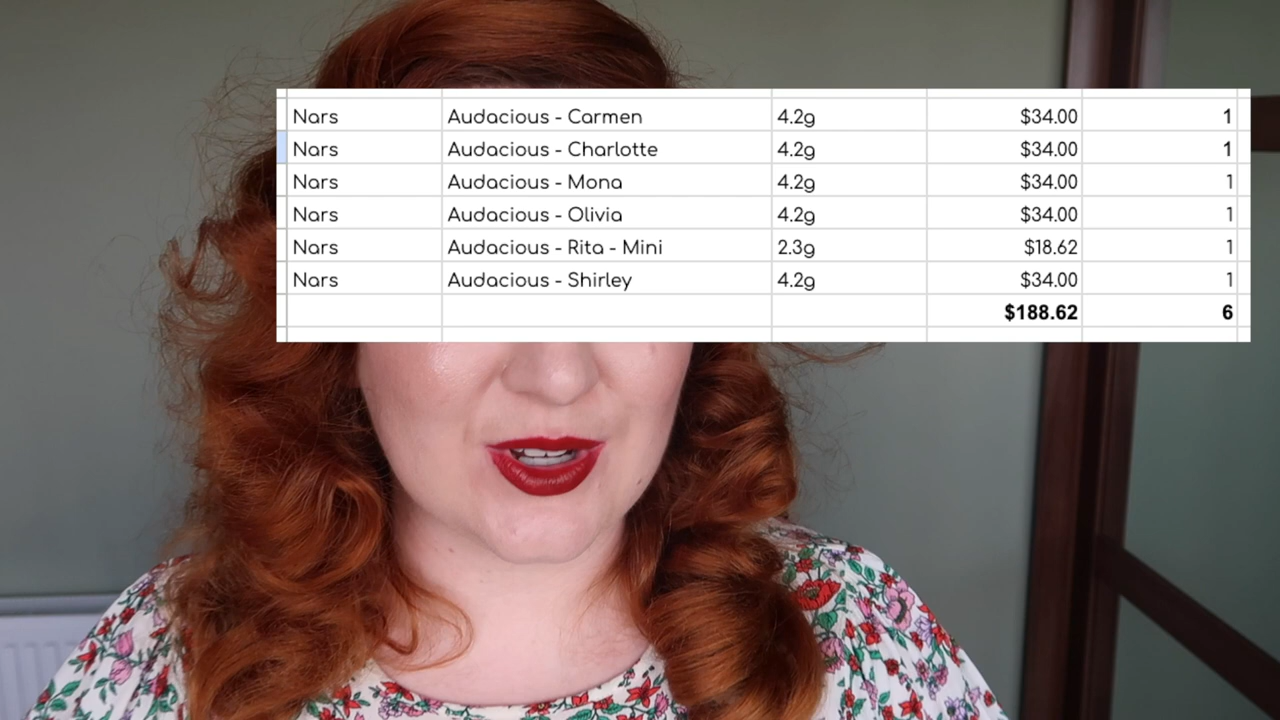 Nars Audacious - Carmen 4.2g $34.00 1
Nars Audacious - Charlotte 4.2g $34.00 1
Nars Audacious - Mona 4.2g $34.00 1
Nars Audacious - Olivia 4.2g $34.00 1
Nars Audacious - Rita - Mini 2.3g $18.62 1
Nars Audacious - Shirley 4.2g $34.00 1
$188.62 6